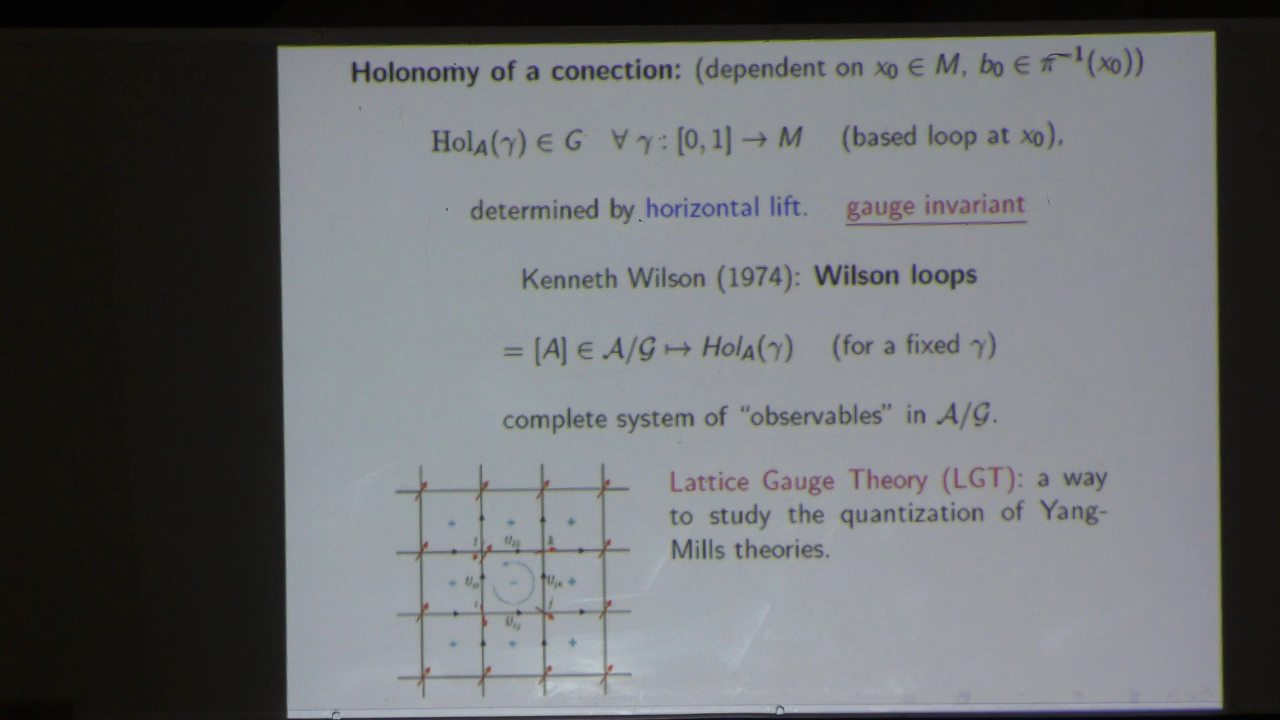 Holonomy of a conection: (dependent on x₀ ∈ M, b₀ ∈ π⁻¹(x₀))
Hol_A(γ) ∈ G ∀ γ : [0, 1] → M (based loop at x₀),
determined by horizontal lift. gauge invariant
Kenneth Wilson (1974): Wilson loops
= [A] ∈ 𝒜/𝒢 ↦ Hol_A(γ) (for a fixed γ)
complete system of “observables” in 𝒜/𝒢.
Lattice Gauge Theory (LGT): a way
to study the quantization of Yang-
Mills theories.